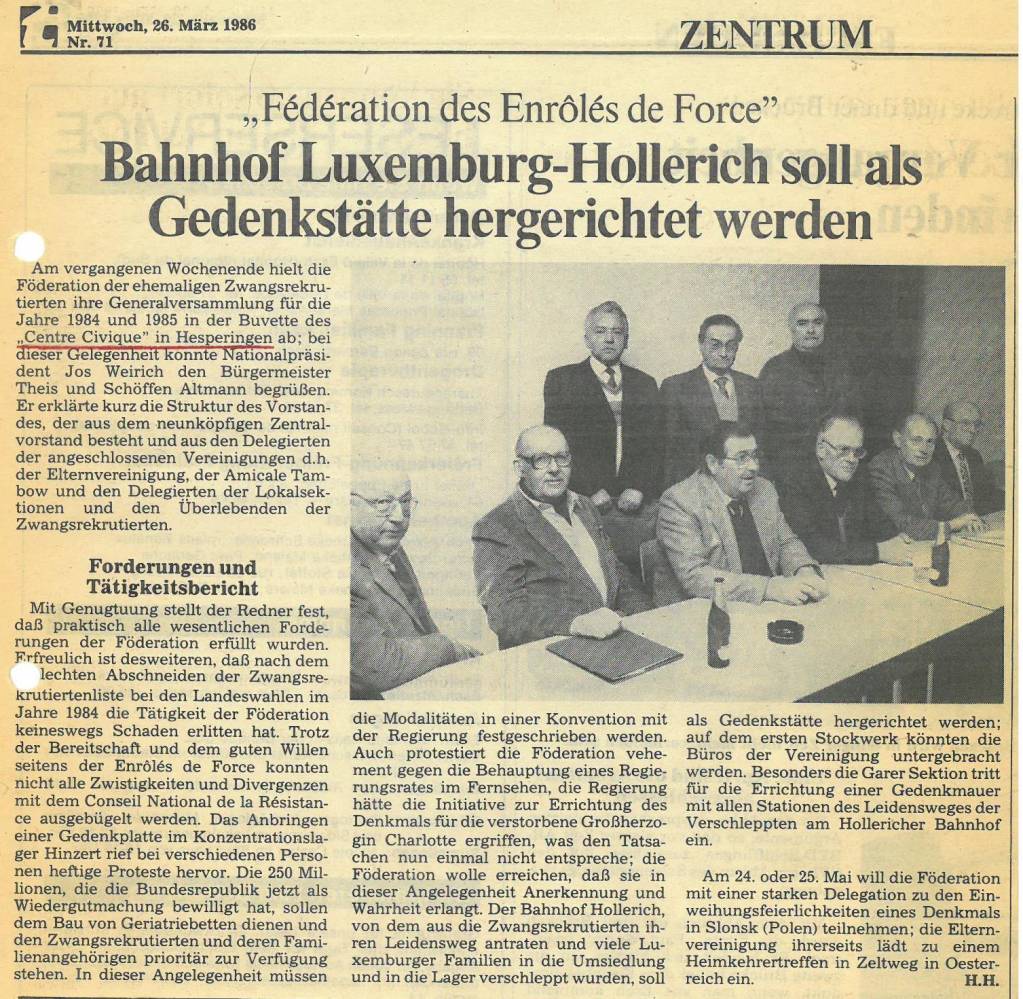 Mittwoch, 26. März 1986
Nr. 71
ZENTRUM
„Fédération des Enrôlés de Force”
Bahnhof Luxemburg-Hollerich soll als
Gedenkstätte hergerichtet werden
Am vergangenen Wochenende hielt die
Föderation der ehemaligen Zwangsrekru-
tierten ihre Generalversammlung für die
Jahre 1984 und 1985 in der Buvette des
„Centre Civique” in Hesperingen ab; bei
dieser Gelegenheit konnte Nationalpräsi-
dent Jos Weirich den Bürgermeister
Theis und Schöffen Altmann begrüßen.
Er erklärte kurz die Struktur des Vorstan-
des, der aus dem neunköpfigen Zentral-
vorstand besteht und aus den Delegierten
der angeschlossenen Vereinigungen d.h.
der Elternvereinigung, der Amicale Tam-
bow und den Delegierten der Lokalsek-
tionen und den Überlebenden der
Zwangsrekrutierten.
Forderungen und
Tätigkeitsbericht
Mit Genugtuung stellt der Redner fest,
daß praktisch alle wesentlichen Forde-
rungen der Föderation erfüllt wurden.
Erfreulich ist desweiteren, daß nach dem
lechten Abschneiden der Zwangsre-
krutiertenliste bei den Landeswahlen im
Jahre 1984 die Tätigkeit der Föderation
keineswegs Schaden erlitten hat. Trotz
der Bereitschaft und dem guten Willen
seitens der Enrôlés de Force konnten
nicht alle Zwistigkeiten und Divergenzen
mit dem Conseil National de la Résistan-
ce ausgebügelt werden. Das Anbringen
einer Gedenkplatte im Konzentrationsla-
ger Hinzert rief bei verschiedenen Perso-
nen heftige Proteste hervor. Die 250 Mil-
lionen, die die Bundesrepublik jetzt als
Wiedergutmachung bewilligt hat, sollen
dem Bau von Geriatriebetten dienen und
den Zwangsrekrutierten und deren Fami-
lienangehörigen prioritär zur Verfügung
stehen. In dieser Angelegenheit müssen
die Modalitäten in einer Konvention mit
der Regierung festgeschrieben werden.
Auch protestiert die Föderation vehe-
ment gegen die Behauptung eines Regie-
rungsrates im Fernsehen, die Regierung
hätte die Initiative zur Errichtung des
Denkmals für die verstorbene Großherzo-
gin Charlotte ergriffen, was den Tatsa-
chen nun einmal nicht entspreche; die
Föderation wolle erreichen, daß sie in
dieser Angelegenheit Anerkennung und
Wahrheit erlangt. Der Bahnhof Hollerich,
von dem aus die Zwangsrekrutierten ih-
ren Leidensweg antraten und viele Lu-
xemburger Familien in die Umsiedlung
und in die Lager verschleppt wurden, soll
als Gedenkstätte hergerichtet werden;
auf dem ersten Stockwerk könnten die
Büros der Vereinigung untergebracht
werden. Besonders die Garer Sektion tritt
für die Errichtung einer Gedenkmauer
mit allen Stationen des Leidensweges der
Verschleppten am Hollericher Bahnhof
ein.
Am 24. oder 25. Mai will die Föderation
mit einer starken Delegation zu den Ein-
weihungsfeierlichkeiten eines Denkmals
in Slonsk (Polen) teilnehmen; die Eltern-
vereinigung ihrerseits lädt zu einem
Heimkehrertreffen in Zeltweg in Oester-
reich ein.
H.H.